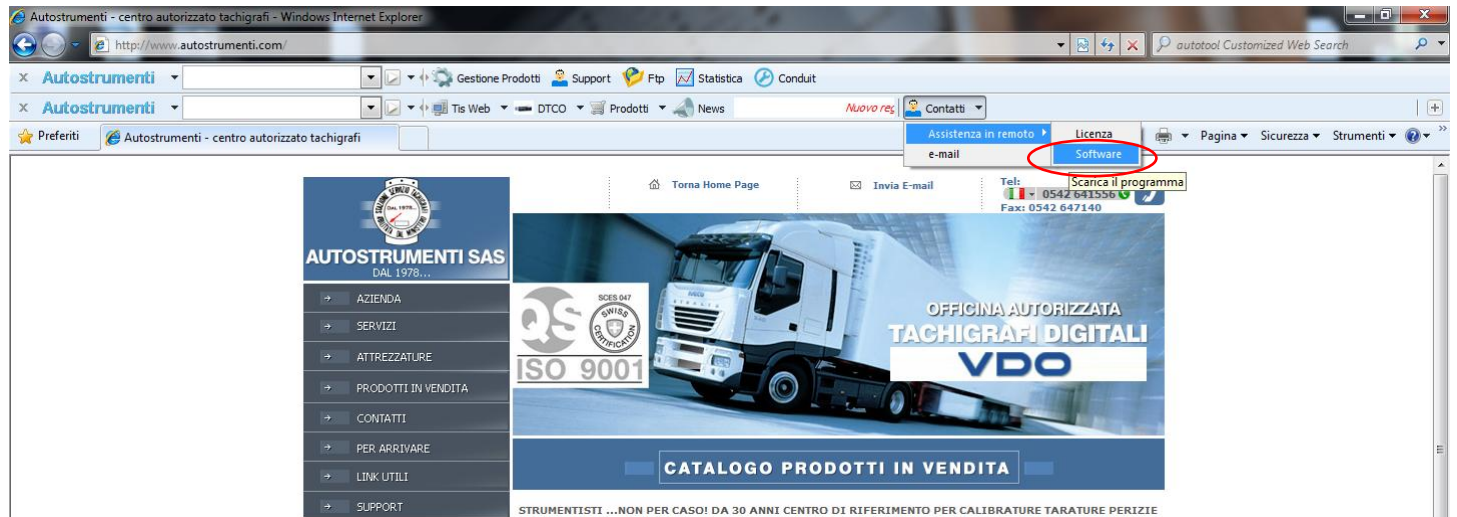 Autostrumenti - centro autorizzato tachigrafi - Windows Internet Explorer
http://www.autostrumenti.com/
autotool Customized Web Search
Autostrumenti
Gestione Prodotti Support Ftp Statistica Conduit
Autostrumenti
Tis Web DTCO Prodotti News Nuovo reg Contatti
Preferiti Autostrumenti - centro autorizzato tachigrafi
Assistenza in remoto
e-mail
Licenza
Software
Scarica il programma
Pagina Sicurezza Strumenti
Torna Home Page
Invia E-mail
Tel:
0542 641556
Fax: 0542 647140
AUTOSTRUMENTI SAS
DAL 1978...
AZIENDA
SERVIZI
ATTREZZATURE
PRODOTTI IN VENDITA
CONTATTI
PER ARRIVARE
LINK UTILI
SUPPORT
QS
SCES 047
SWISS
CERTIFICATION
ISO 9001
IVECO
OFFICINA AUTORIZZATA
TACHIGRAFI DIGITALI
VDO
CATALOGO PRODOTTI IN VENDITA
STRUMENTISTI ...NON PER CASO! DA 30 ANNI CENTRO DI RIFERIMENTO PER CALIBRATURE TARATURE PERIZIE